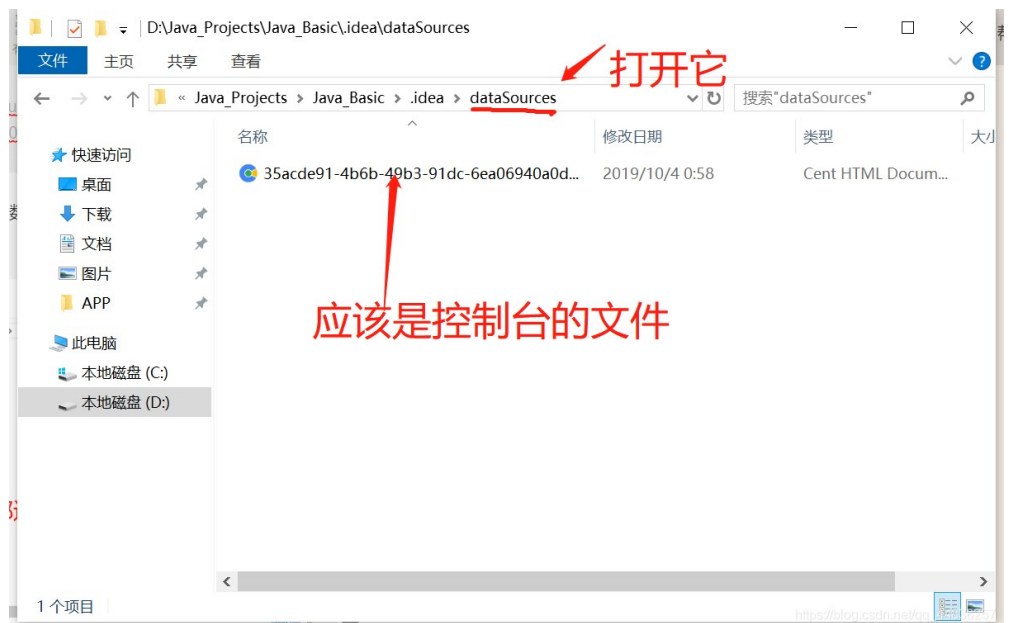 D:\Java_Projects\Java_Basic\.idea\dataSources
文件 主页 共享 查看
打开它
« Java_Projects › Java_Basic › .idea › dataSources
搜索"dataSources"
名称 修改日期 类型 大小
快速访问
35acde91-4b6b-49b3-91dc-6ea06940a0d... 2019/10/4 0:58 Cent HTML Docum...
桌面
下载
文档
图片
APP
应该是控制台的文件
此电脑
本地磁盘 (C:)
本地磁盘 (D:)
1 个项目